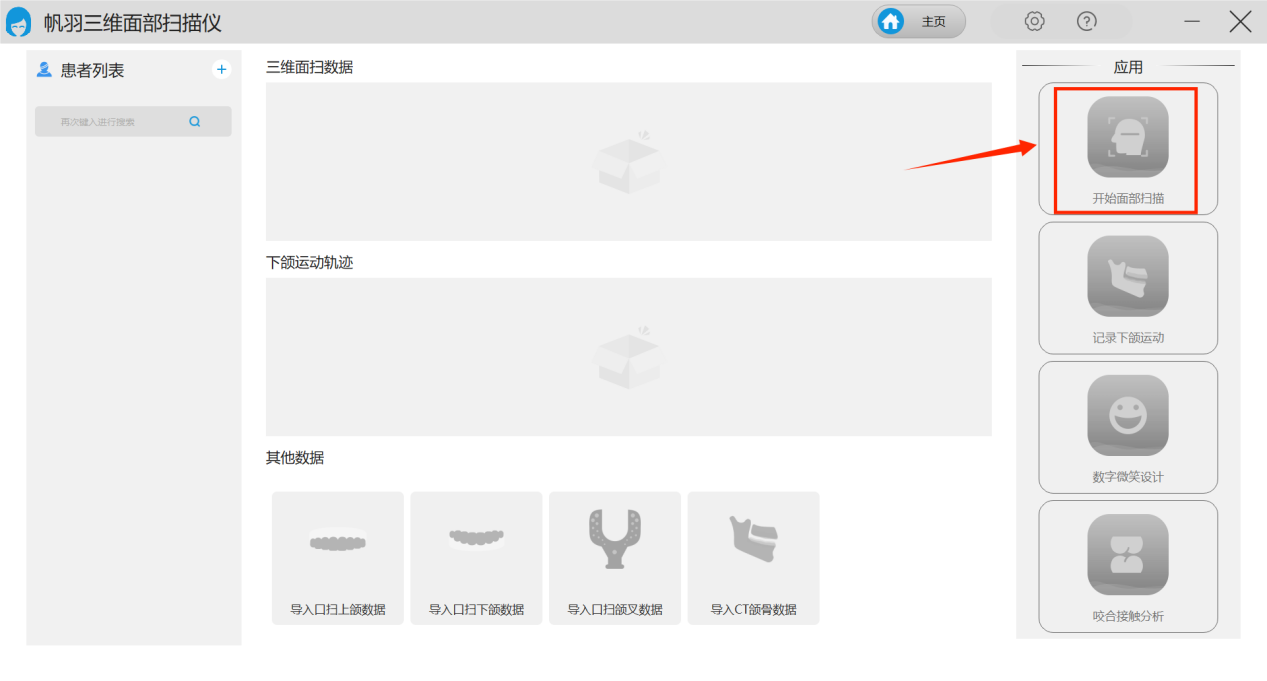 帆羽三维面部扫描仪
主页
患者列表
再次键入进行搜索
三维面扫数据
下颌运动轨迹
其他数据
导入口扫上颌数据
导入口扫下颌数据
导入口扫颌叉数据
导入CT颌骨数据
应用
开始面部扫描
记录下颌运动
数字微笑设计
咬合接触分析